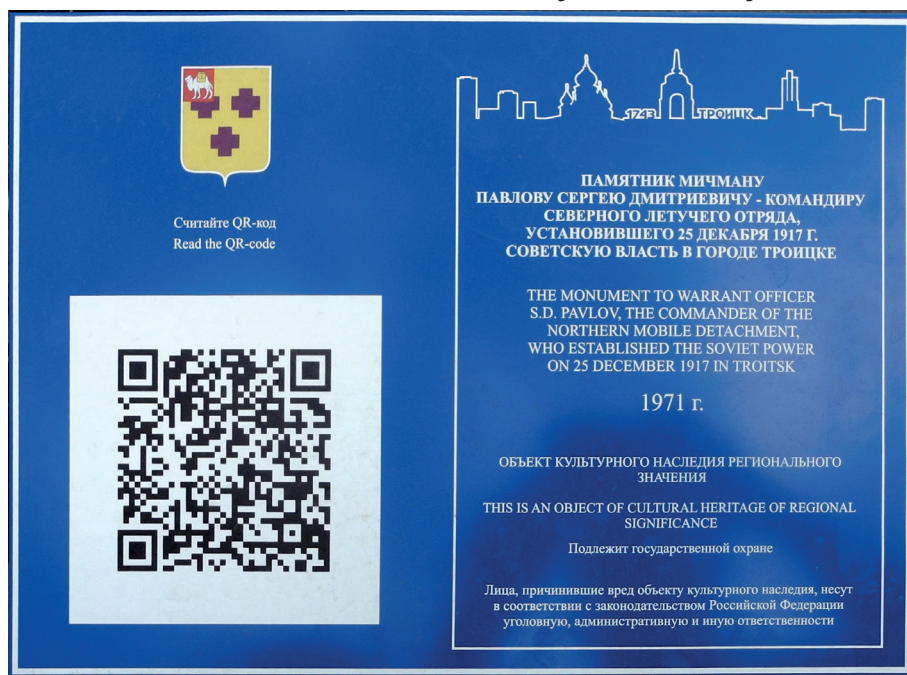 Считайте QR-код
Read the QR-code
1743 ТРОИЦК
ПАМЯТНИК МИЧМАНУ
ПАВЛОВУ СЕРГЕЮ ДМИТРИЕВИЧУ - КОМАНДИРУ
СЕВЕРНОГО ЛЕТУЧЕГО ОТРЯДА,
УСТАНОВИВШЕГО 25 ДЕКАБРЯ 1917 Г.
СОВЕТСКУЮ ВЛАСТЬ В ГОРОДЕ ТРОИЦКЕ
THE MONUMENT TO WARRANT OFFICER
S.D. PAVLOV, THE COMMANDER OF THE
NORTHERN MOBILE DETACHMENT,
WHO ESTABLISHED THE SOVIET POWER
ON 25 DECEMBER 1917 IN TROITSK
1971 г.
ОБЪЕКТ КУЛЬТУРНОГО НАСЛЕДИЯ РЕГИОНАЛЬНОГО
ЗНАЧЕНИЯ
THIS IS AN OBJECT OF CULTURAL HERITAGE OF REGIONAL
SIGNIFICANCE
Подлежит государственной охране
Лица, причинившие вред объекту культурного наследия, несут
в соответствии с законодательством Российской Федерации
уголовную, административную и иную ответственности